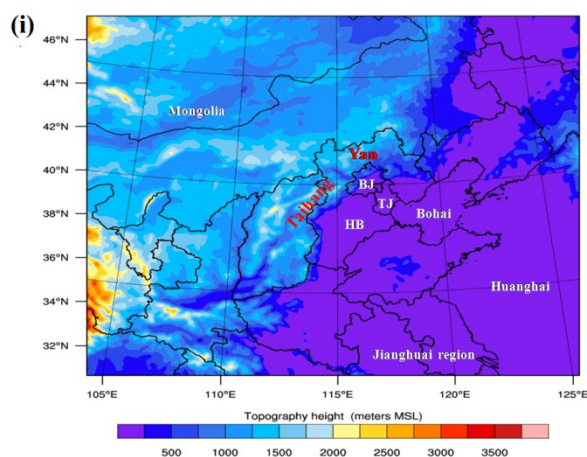 (i)
46°N
44°N
42°N
40°N
38°N
36°N
34°N
32°N
Mongolia
Yan
Taihang
BJ
TJ
Bohai
HB
Huanghai
Jianghuai region
105°E 110°E 115°E 120°E 125°E
Topography height (meters MSL)
500 1000 1500 2000 2500 3000 3500